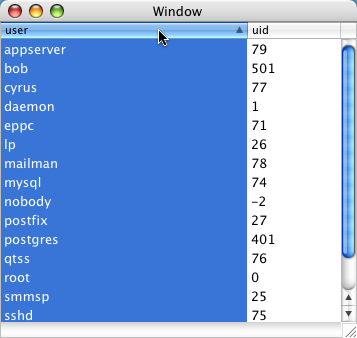 Window
user uid
appserver 79
bob 501
cyrus 77
daemon 1
eppc 71
lp 26
mailman 78
mysql 74
nobody -2
postfix 27
postgres 401
qtss 76
root 0
smmsp 25
sshd 75